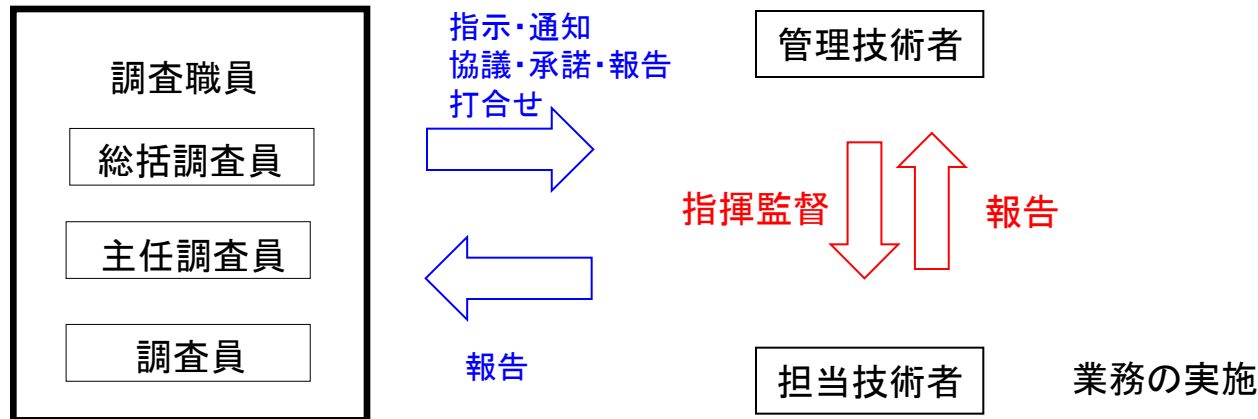 調査職員
総括調査員
主任調査員
調査員
指示・通知
協議・承諾・報告
打合せ
報告
管理技術者
指揮監督
報告
担当技術者
業務の実施